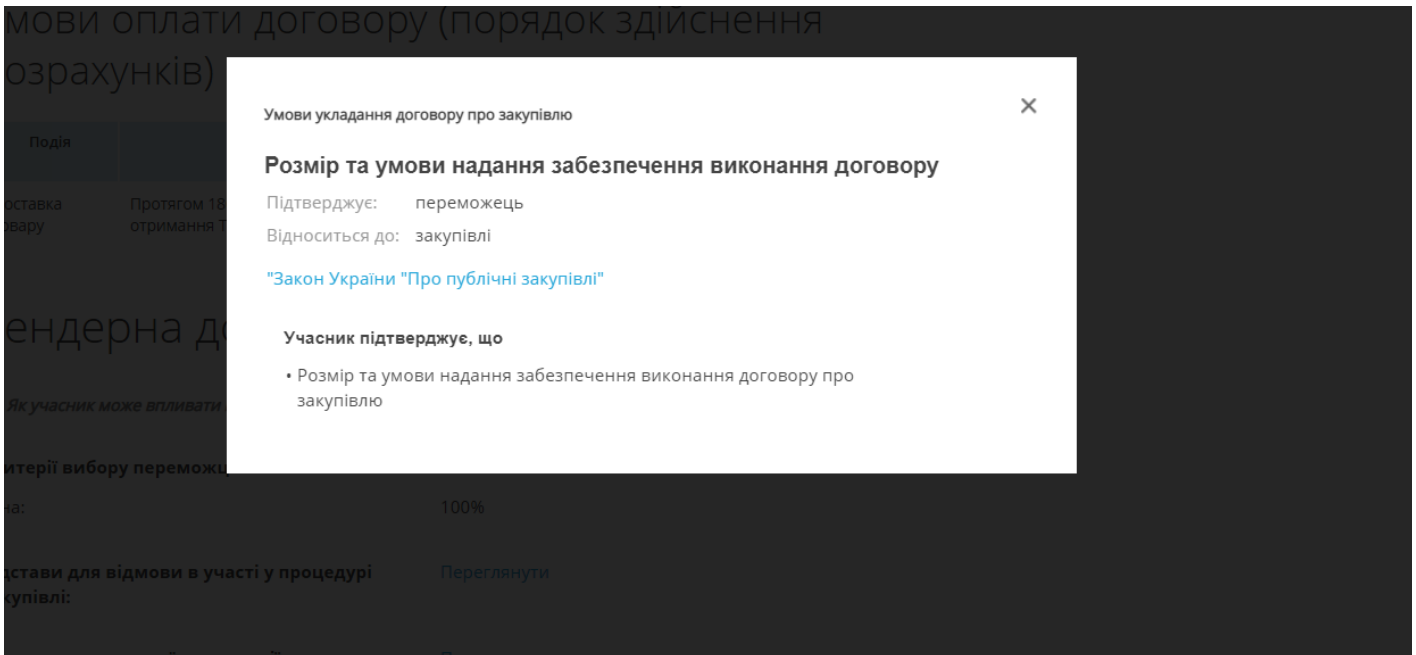 мови оплати договору (порядок здійснення
озрахунків)
Умови укладання договору про закупівлю
Розмір та умови надання забезпечення виконання договору
Подія
Підтверджує: переможець
оставка
Протягом 18
овару
отримання Т
Відноситься до: закупівлі
"Закон України "Про публічні закупівлі"
ендерна д
Учасник підтверджує, що
• Розмір та умови надання забезпечення виконання договору про
закупівлю
Як учасник може впливати
итерії вибору переможц
на:
100%
дстави для відмови в участі у процедурі
Переглянути
купівлі: